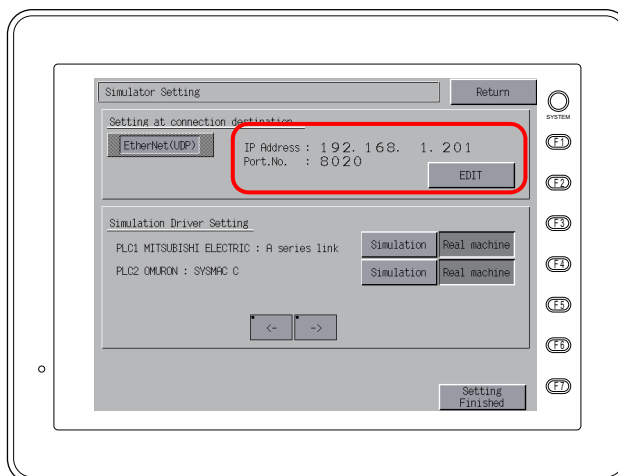 Simulator Setting
Return
SYSTEM
Setting at connection destination
EtherNet(UDP)
IP Address : 192. 168. 1. 201
Port.No. : 8020
EDIT
F1
F2
Simulation Driver Setting
F3
PLC1 MITSUBISHI ELECTRIC : A series link
Simulation
Real machine
PLC2 OMURON : SYSMAC C
Simulation
Real machine
F4
F5
<-
->
F6
Setting
Finished
F7